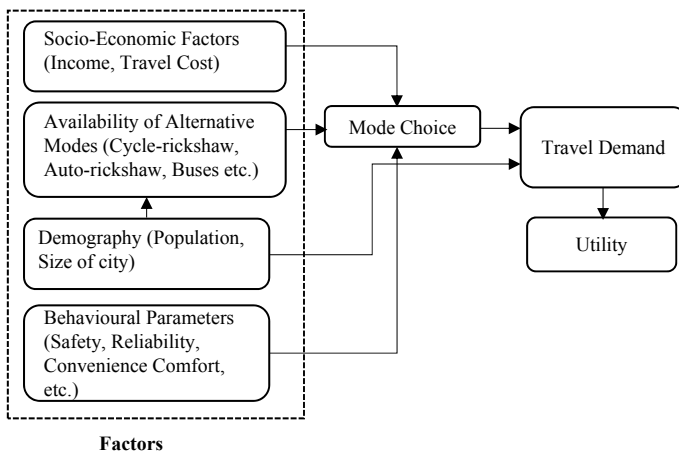 Socio-Economic Factors
(Income, Travel Cost)
Availability of Alternative
Modes (Cycle-rickshaw,
Auto-rickshaw, Buses etc.)
Demography (Population,
Size of city)
Behavioural Parameters
(Safety, Reliability,
Convenience Comfort,
etc.)
Factors
Mode Choice
Travel Demand
Utility